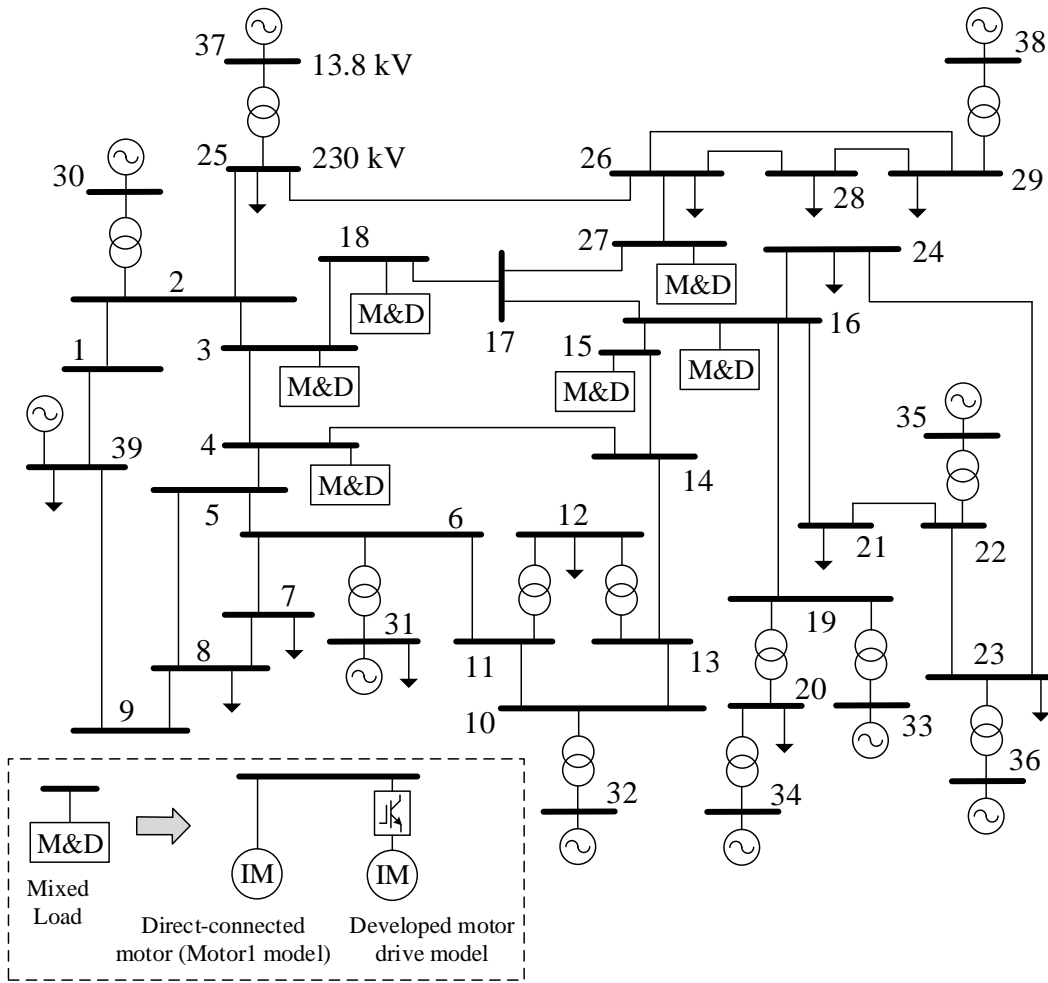 37
13.8 kV
38
25
230 kV
26
28
29
30
18
27
24
2
M&D
M&D
17
16
1
3
15
M&D
M&D
M&D
35
39
4
14
M&D
5
6
12
21
22
7
31
19
8
11
13
20
23
9
10
33
36
32
34
M&D
IM
IM
Mixed
Load
Direct-connected
motor (Motor1 model)
Developed motor
drive model